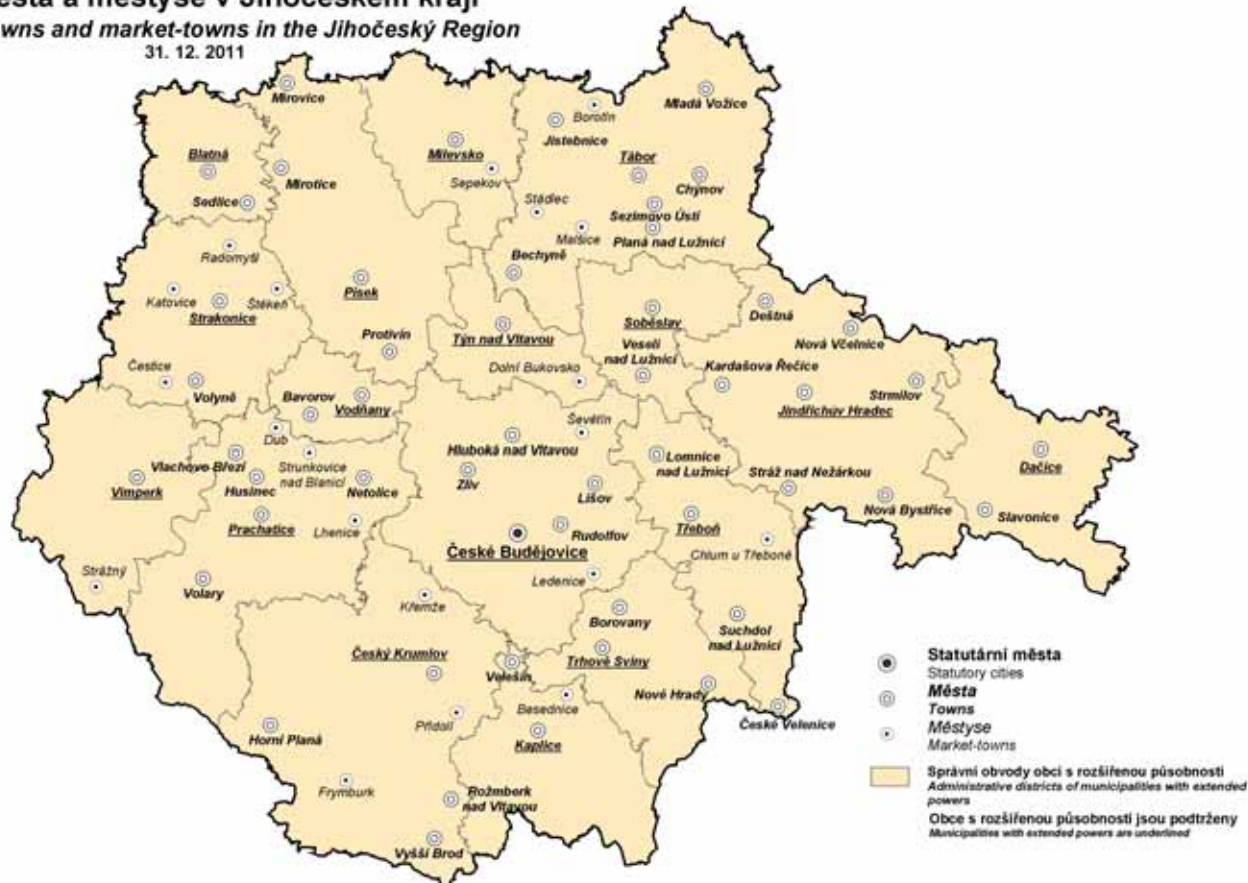 města a městyse v Jihočeském kraji
wns and market-towns in the Jihočeský Region
31. 12. 2011
Mirovice
Mladá Vožice
Borotín
Jistebnice
Blatná
Milevsko
Tábor
Mirotice
Sepekov
Chýnov
Sedlice
Stádlec
Sezimovo Ústí
Malšice
Planá nad Lužnicí
Radomyšl
Bechyně
Katovice
Štěkeň
Písek
Strakonice
Soběslav
Deštná
Protivín
Týn nad Vltavou
Veselí
nad Lužnicí
Nová Včelnice
Čestice
Dolní Bukovsko
Kardašova Řečice
Volyně
Bavorov
Vodňany
Strmilov
Jindřichův Hradec
Dub
Ševětín
Hluboká nad Vltavou
Vlachovo Březí
Strunkovice
nad Blanicí
Lomnice
nad Lužnicí
Stráž nad Nežárkou
Dačice
Vimperk
Husinec
Netolice
Zliv
Lišov
Nová Bystřice
Slavonice
Prachatice
Lhenice
Rudolfov
Třeboň
České Budějovice
Chlum u Třeboně
Strážný
Ledenice
Volary
Křemže
Borovany
Suchdol
nad Lužnicí
Český Krumlov
Velešín
Trhové Sviny
Nové Hrady
Besednice
České Velenice
Přídolí
Horní Planá
Kaplice
Frymburk
Rožmberk
nad Vltavou
Vyšší Brod
Statutární města
Statutory cities
Města
Towns
Městyse
Market-towns
Správní obvody obcí s rozšířenou působností
Administrative districts of municipalities with extended
powers
Obce s rozšířenou působností jsou podtrženy
Municipalities with extended powers are underlined